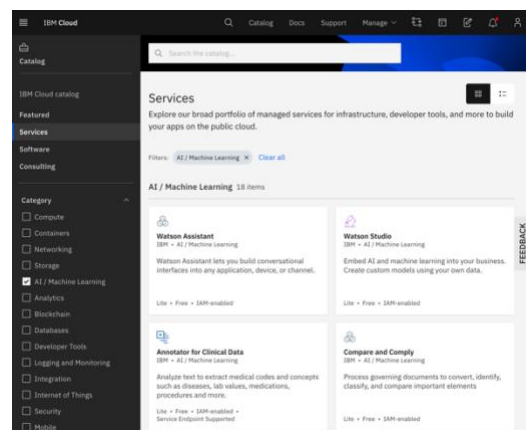 IBM Cloud
Catalog
Docs
Support
Manage
Catalog
IBM Cloud catalog
Featured
Services
Software
Consulting
Category
Compute
Containers
Networking
Storage
AI / Machine Learning
Analytics
Blockchain
Databases
Developer Tools
Logging and Monitoring
Integration
Internet of Things
Security
Mobile
Search the catalog...
Services
Explore our broad portfolio of managed services for infrastructure, developer tools, and more to build
your apps on the public cloud.
Filters: AI / Machine Learning × Clear all
AI / Machine Learning 18 items
Watson Assistant
IBM • AI / Machine Learning
Watson Assistant lets you build conversational
interfaces into any application, device, or channel.
Lite • Free • IAM-enabled
Watson Studio
IBM • AI / Machine Learning
Embed AI and machine learning into your business.
Create custom models using your own data.
Lite • Free • IAM-enabled
Annotator for Clinical Data
IBM • AI / Machine Learning
Analyze text to extract medical codes and concepts
such as diseases, lab values, medications,
procedures and more.
Lite • Free • IAM-enabled •
Service Endpoint Supported
Compare and Comply
IBM • AI / Machine Learning
Process governing documents to convert, identify,
classify, and compare important elements
Lite • Free • IAM-enabled
FEEDBACK